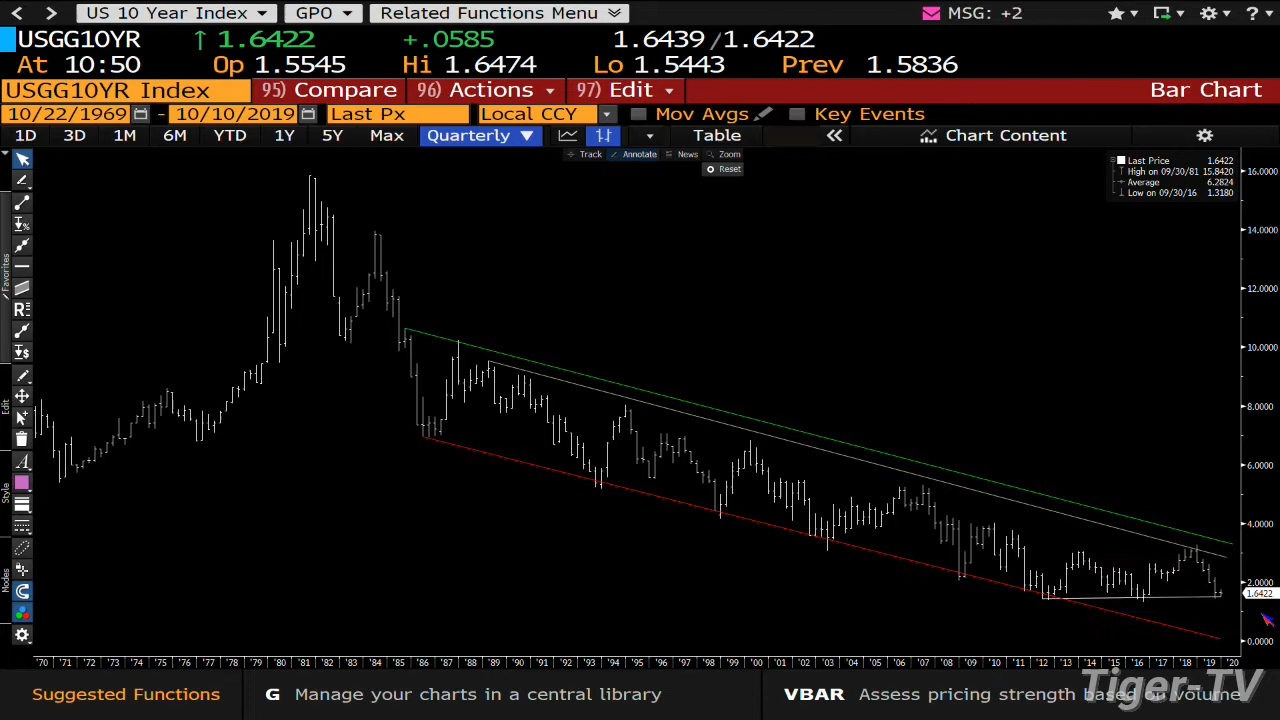 US 10 Year Index GPO Related Functions Menu MSG: +2
USGG10YR ↑ 1.6422 +.0585 1.6439 / 1.6422
At 10:50 Op 1.5545 Hi 1.6474 Lo 1.5443 Prev 1.5836
USGG10YR Index 95) Compare 96) Actions 97) Edit Bar Chart
10/22/1969 - 10/10/2019 Last Px Local CCY Mov Avgs Key Events
1D 3D 1M 6M YTD 1Y 5Y Max Quarterly Table Chart Content
Track Annotate News Zoom
Reset
Last Price 1.6422
High on 09/30/81 15.8420
Average 6.2824
Low on 09/30/16 1.3180
Favorites
Edit
Style
Modes
16.0000
14.0000
12.0000
10.0000
8.0000
6.0000
4.0000
2.0000
1.6422
0.0000
'70 '71 '72 '73 '74 '75 '76 '77 '78 '79 '80 '81 '82 '83 '84 '85 '86 '87 '88 '89 '90 '91 '92 '93 '94 '95 '96 '97 '98 '99 '00 '01 '02 '03 '04 '05 '06 '07 '08 '09 '10 '11 '12 '13 '14 '15 '16 '17 '18 '19 '20
Suggested Functions G Manage your charts in a central library VBAR Assess pricing strength based on volume
Tiger-TV